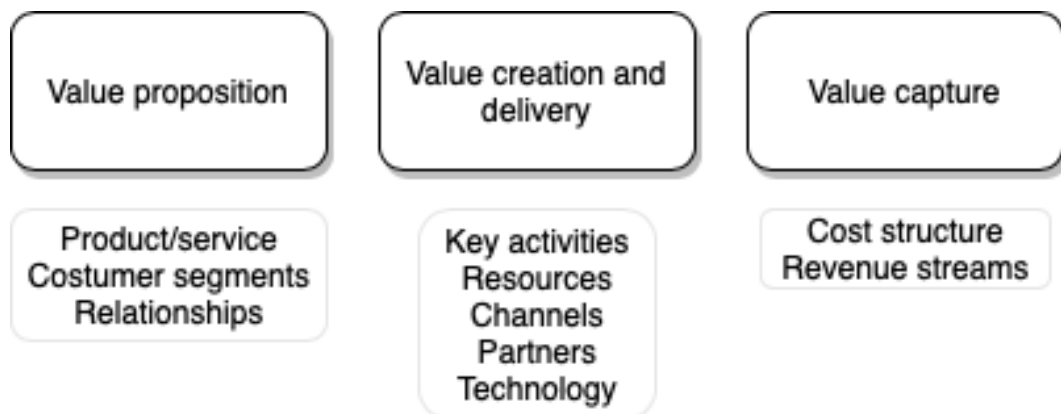 Value proposition
Value creation and
delivery
Value capture
Product/service
Costumer segments
Relationships
Key activities
Resources
Channels
Partners
Technology
Cost structure
Revenue streams